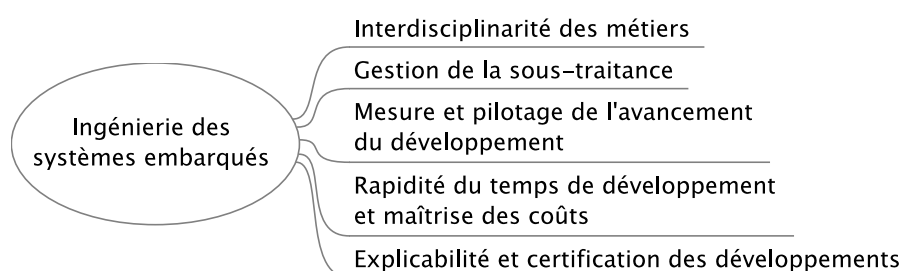 Interdisciplinarité des métiers
Gestion de la sous-traitance
Ingénierie des
systèmes embarqués
Mesure et pilotage de l'avancement
du développement
Rapidité du temps de développement
et maîtrise des coûts
Explicabilité et certification des développements